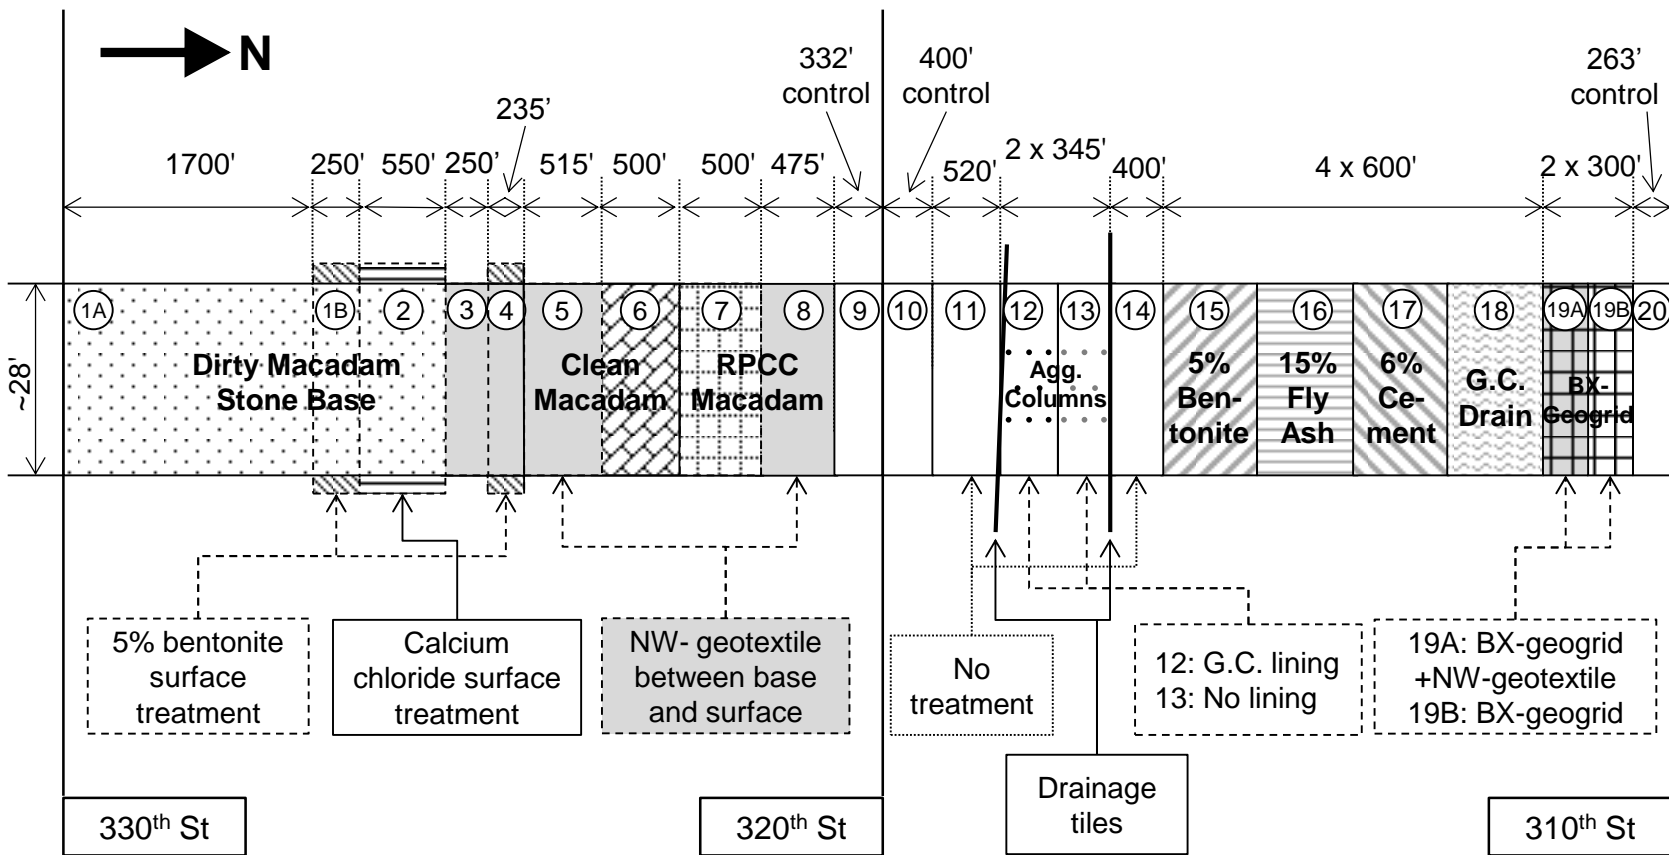 N
332'
control
400'
control
263'
control
235’
1700'
250'
550'
250'
515'
500'
500'
475'
520'
2 x 345'
400'
4 x 600'
2 x 300'
~28'
1A
1B
2
3
4
5
6
7
8
9
10
11
12
13
14
15
16
17
18
19A
19B
20
Dirty Macadam
Stone Base
Clean
Macadam
RPCC
Macadam
Agg.
Columns
5%
Ben-
tonite
15%
Fly
Ash
6%
Ce-
ment
G.C.
Drain
BX-
Geogrid
5% bentonite
surface
treatment
Calcium
chloride surface
treatment
NW- geotextile
between base
and surface
No
treatment
12: G.C. lining
13: No lining
19A: BX-geogrid
+NW-geotextile
19B: BX-geogrid
Drainage
tiles
330th St
320th St
310th St